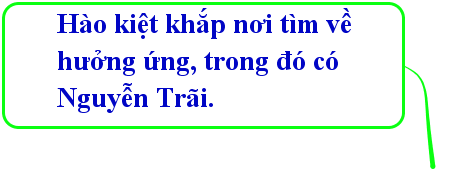 Hào kiệt khắp nơi tìm về
hưởng ứng, trong đó có
Nguyễn Trãi.